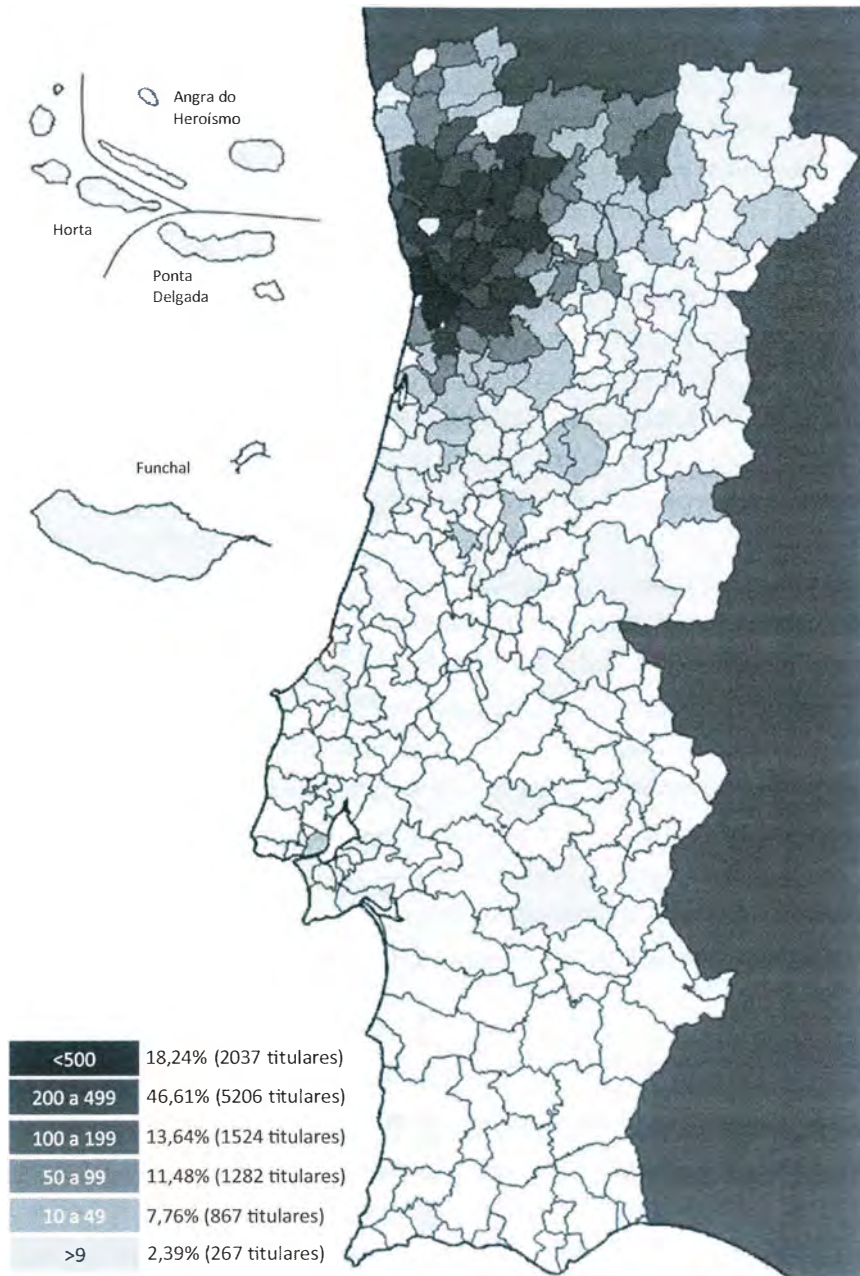 Angra do
Heroísmo
Horta
Ponta
Delgada
Funchal
<500 18,24% (2037 titulares)
200 a 499 46,61% (5206 titulares)
100 a 199 13,64% (1524 titulares)
50 a 99 11,48% (1282 titulares)
10 a 49 7,76% (867 titulares)
>9 2,39% (267 titulares)